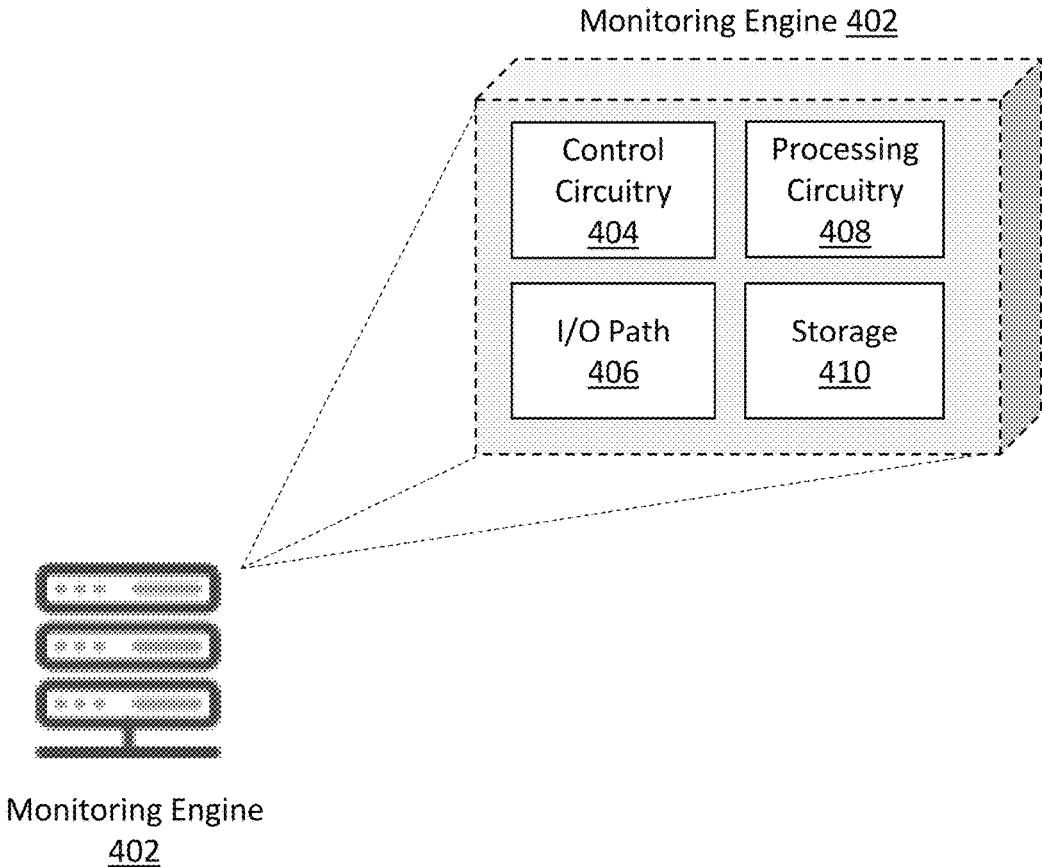 Monitoring Engine 402
Control
Circuitry
404
Processing
Circuitry
408
I/O Path
406
Storage
410
Monitoring Engine
402